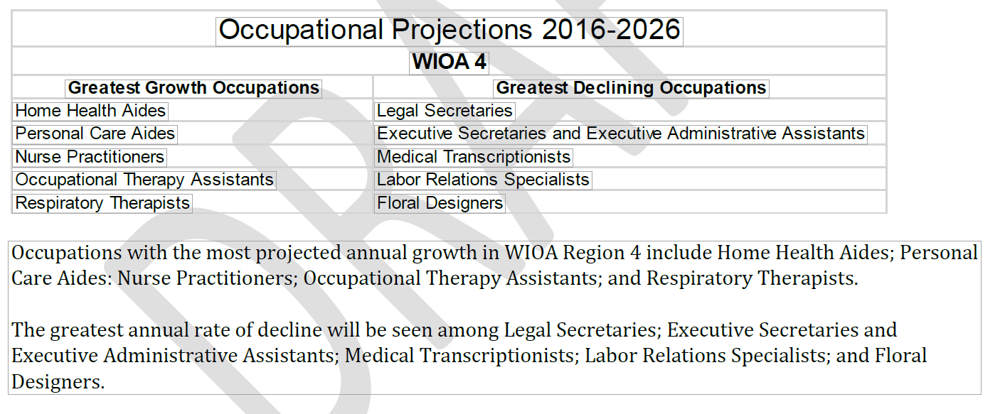 Occupational Projections 2016-2026
WIOA 4
Greatest Growth Occupations Greatest Declining Occupations
Home Health Aides Legal Secretaries
Personal Care Aides Executive Secretaries and Executive Administrative Assistants
Nurse Practitioners Medical Transcriptionists
Occupational Therapy Assistants Labor Relations Specialists
Respiratory Therapists Floral Designers
Occupations with the most projected annual growth in WIOA Region 4 include Home Health Aides; Personal
Care Aides: Nurse Practitioners; Occupational Therapy Assistants; and Respiratory Therapists.
The greatest annual rate of decline will be seen among Legal Secretaries; Executive Secretaries and
Executive Administrative Assistants; Medical Transcriptionists; Labor Relations Specialists; and Floral
Designers.